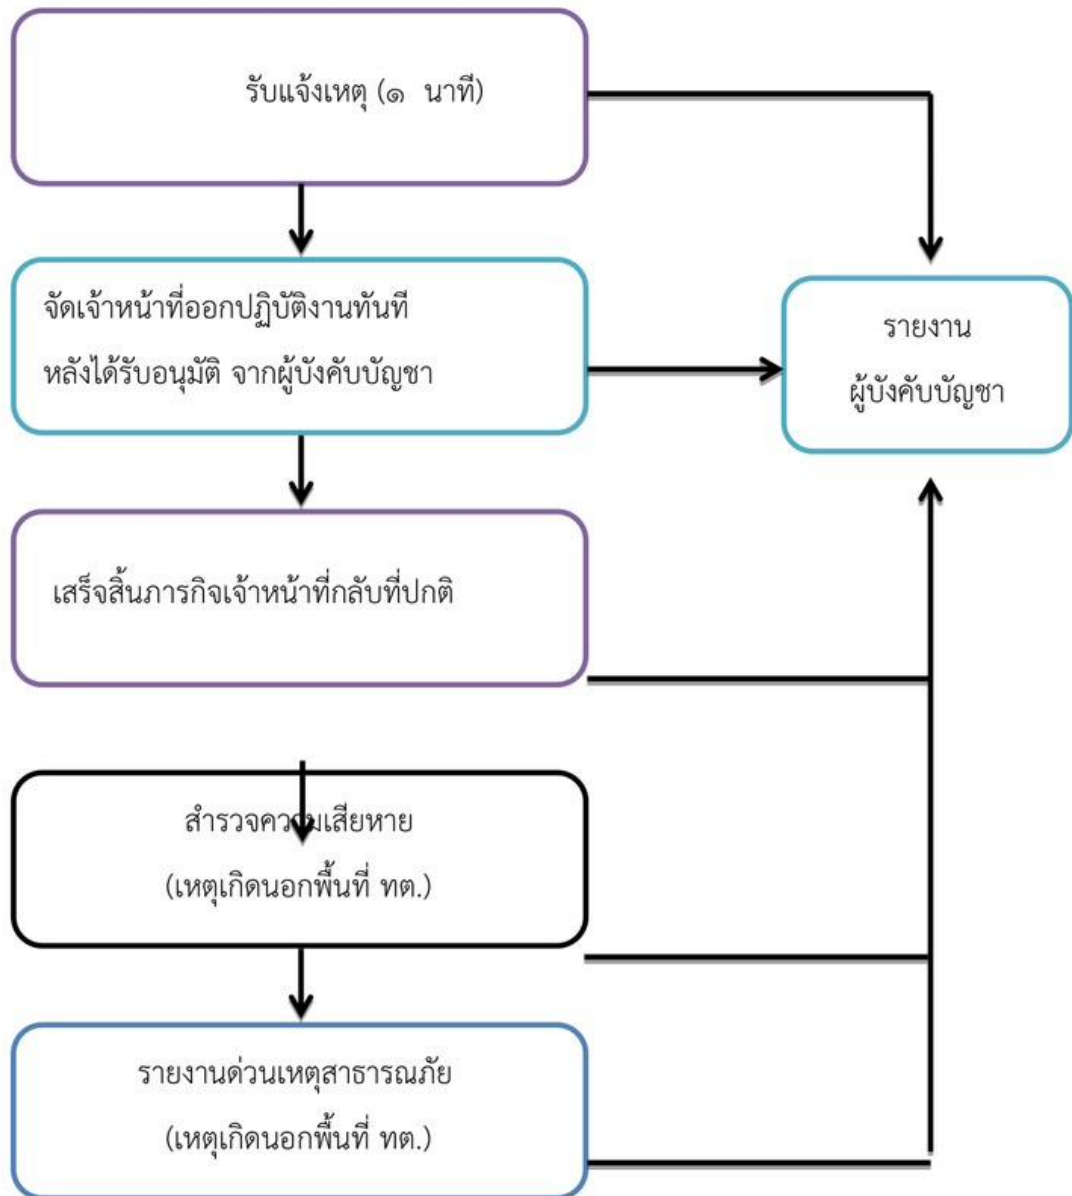 รับแจ้งเหตุ (๑ นาที)
จัดเจ้าหน้าที่ออกปฏิบัติงานทันที
หลังได้รับอนุมัติ จากผู้บังคับบัญชา
รายงาน
ผู้บังคับบัญชา
เสร็จสิ้นภารกิจเจ้าหน้าที่กลับที่ปกติ
สำรวจความเสียหาย
(เหตุเกิดนอกพื้นที่ ทต.)
รายงานด่วนเหตุสาธารณภัย
(เหตุเกิดนอกพื้นที่ ทต.)